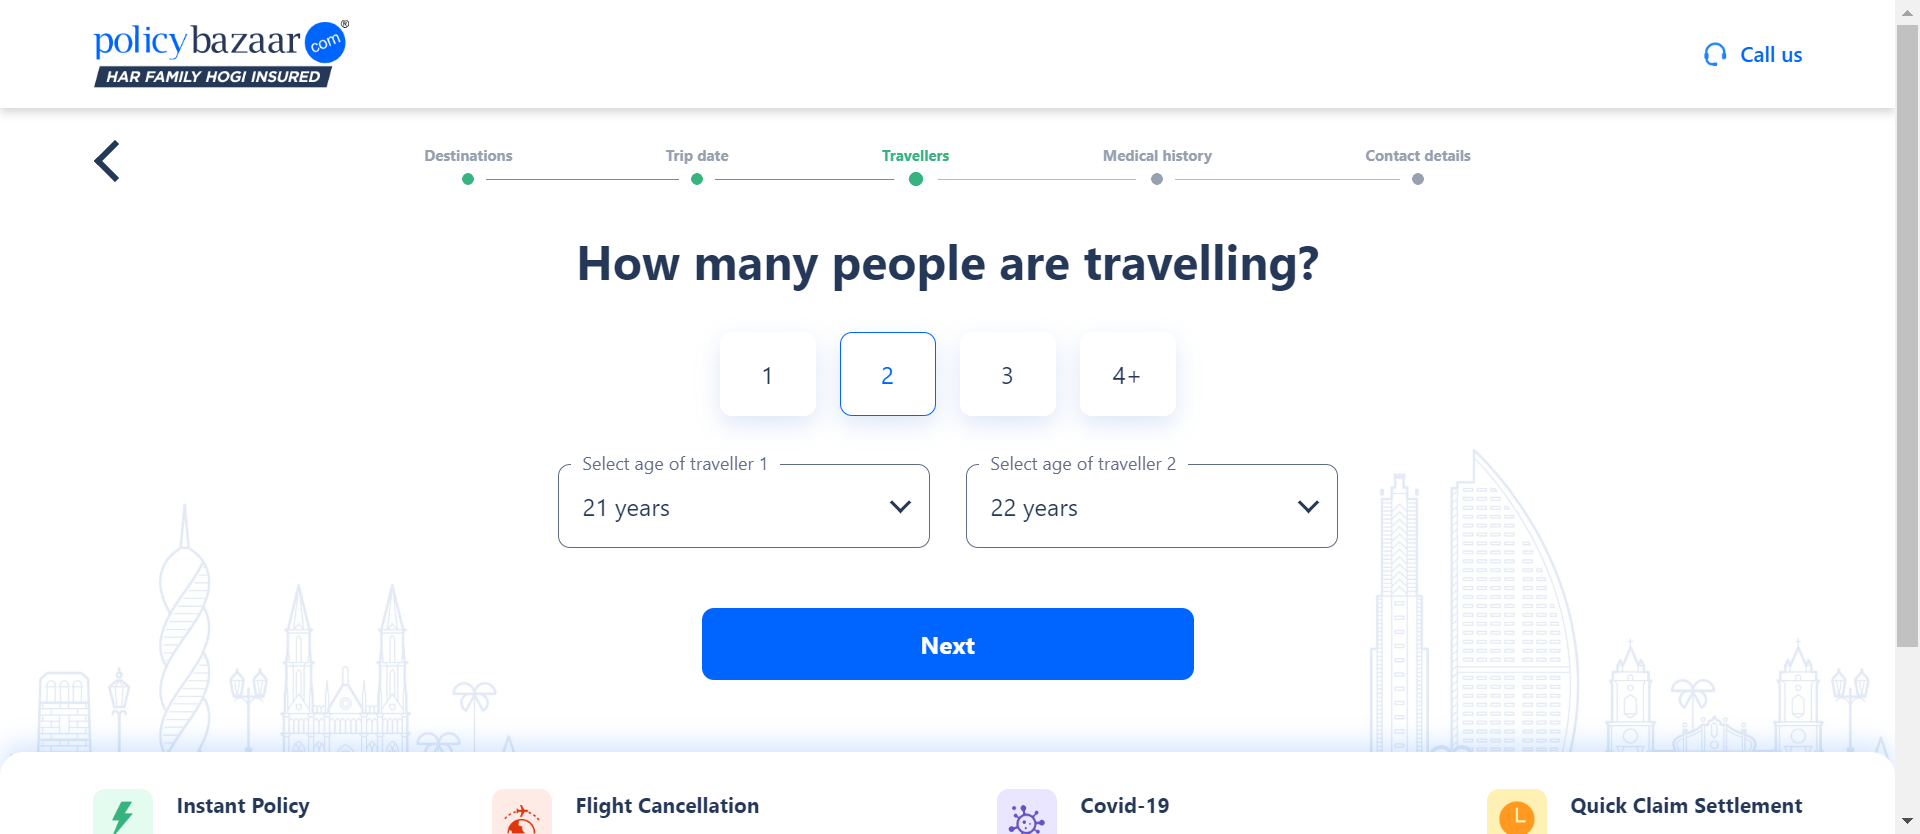 policybazaar com ®
HAR FAMILY HOGI INSURED
Call us
Destinations
Trip date
Travellers
Medical history
Contact details
How many people are travelling?
1
2
3
4+
Select age of traveller 1
21 years
Select age of traveller 2
22 years
Next
Instant Policy
Flight Cancellation
Covid-19
Quick Claim Settlement